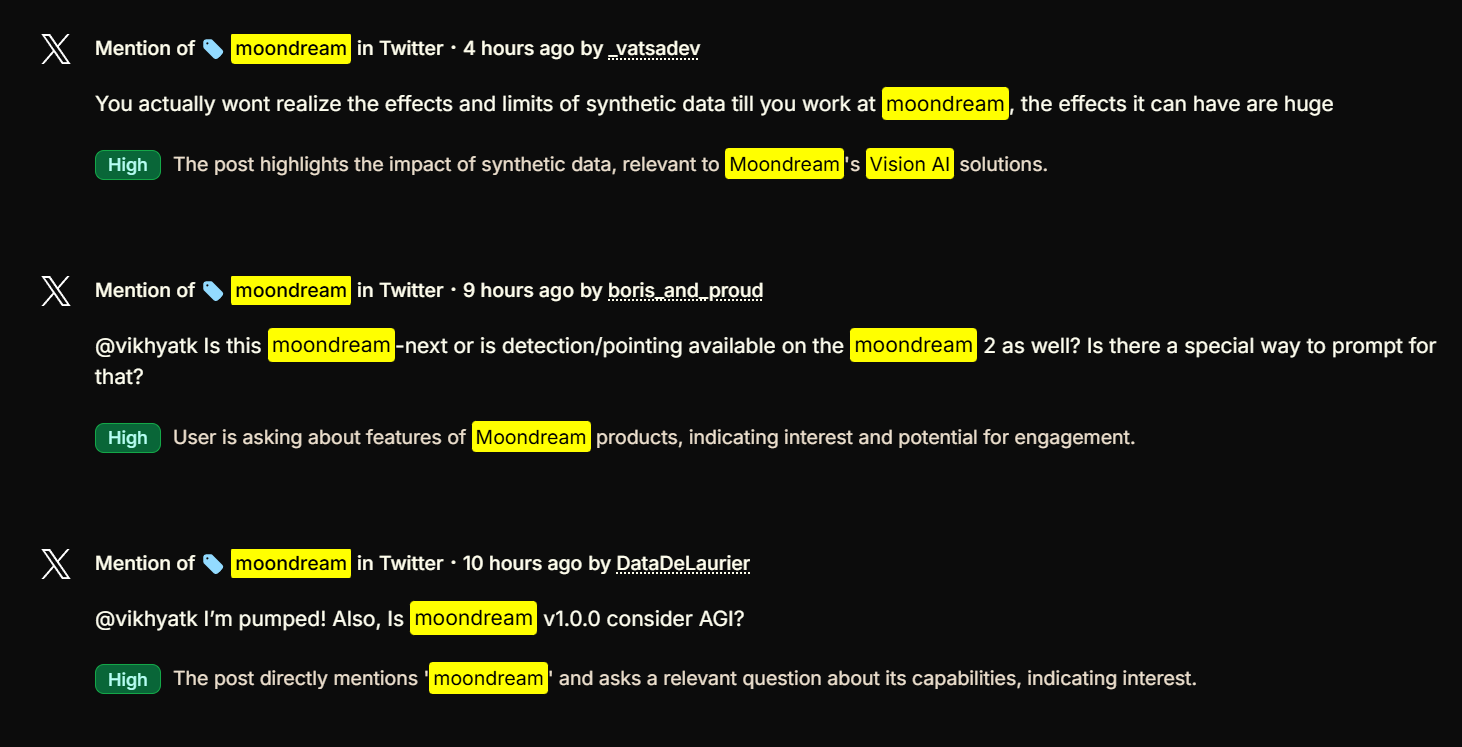 Mention of moondream in Twitter · 4 hours ago by _vatsadev
You actually wont realize the effects and limits of synthetic data till you work at moondream, the effects it can have are huge
High The post highlights the impact of synthetic data, relevant to Moondream's Vision AI solutions.
Mention of moondream in Twitter · 9 hours ago by boris_and_proud
@vikhyatk Is this moondream-next or is detection/pointing available on the moondream 2 as well? Is there a special way to prompt for
that?
High User is asking about features of Moondream products, indicating interest and potential for engagement.
Mention of moondream in Twitter · 10 hours ago by DataDeLaurier
@vikhyatk I’m pumped! Also, Is moondream v1.0.0 consider AGI?
High The post directly mentions 'moondream' and asks a relevant question about its capabilities, indicating interest.